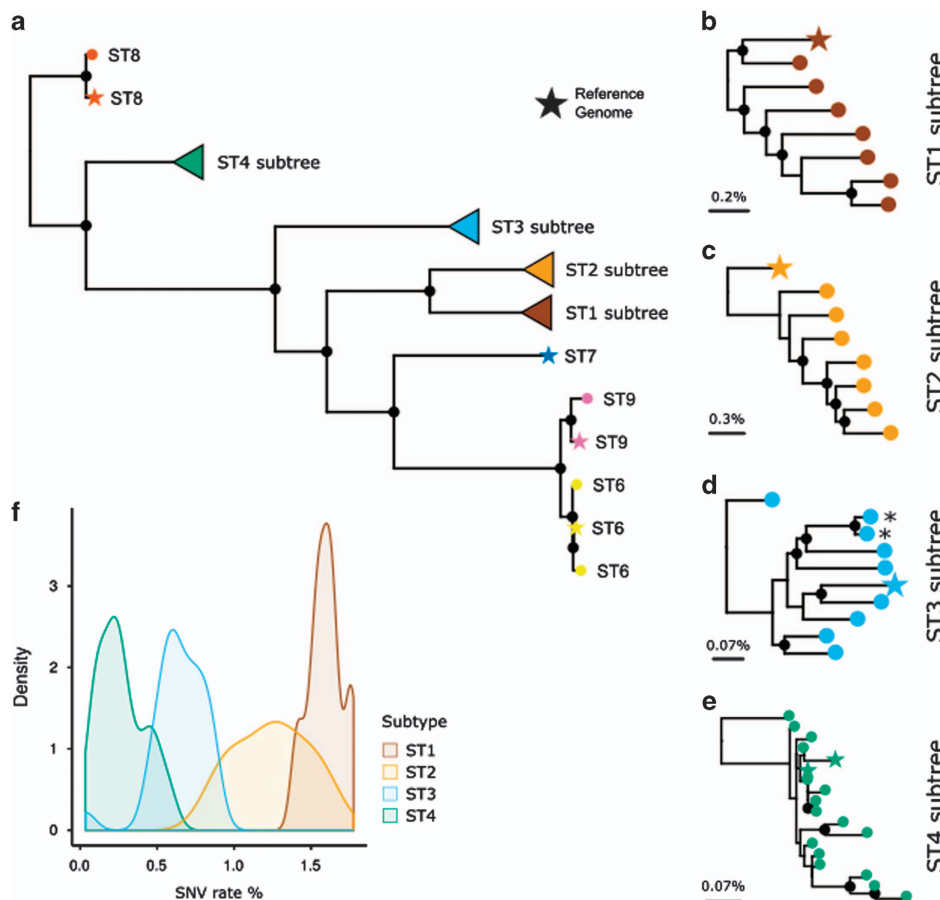 a
ST8
ST8
Reference
Genome
ST4 subtree
ST3 subtree
ST2 subtree
ST1 subtree
ST7
ST9
ST9
ST6
ST6
ST6
b
0.2%
ST1 subtree
c
0.3%
ST2 subtree
d
*
*
0.07%
ST3 subtree
e
0.07%
ST4 subtree
f
Density
3
2
1
0
0.0
0.5
1.0
1.5
SNV rate %
Subtype
ST1
ST2
ST3
ST4